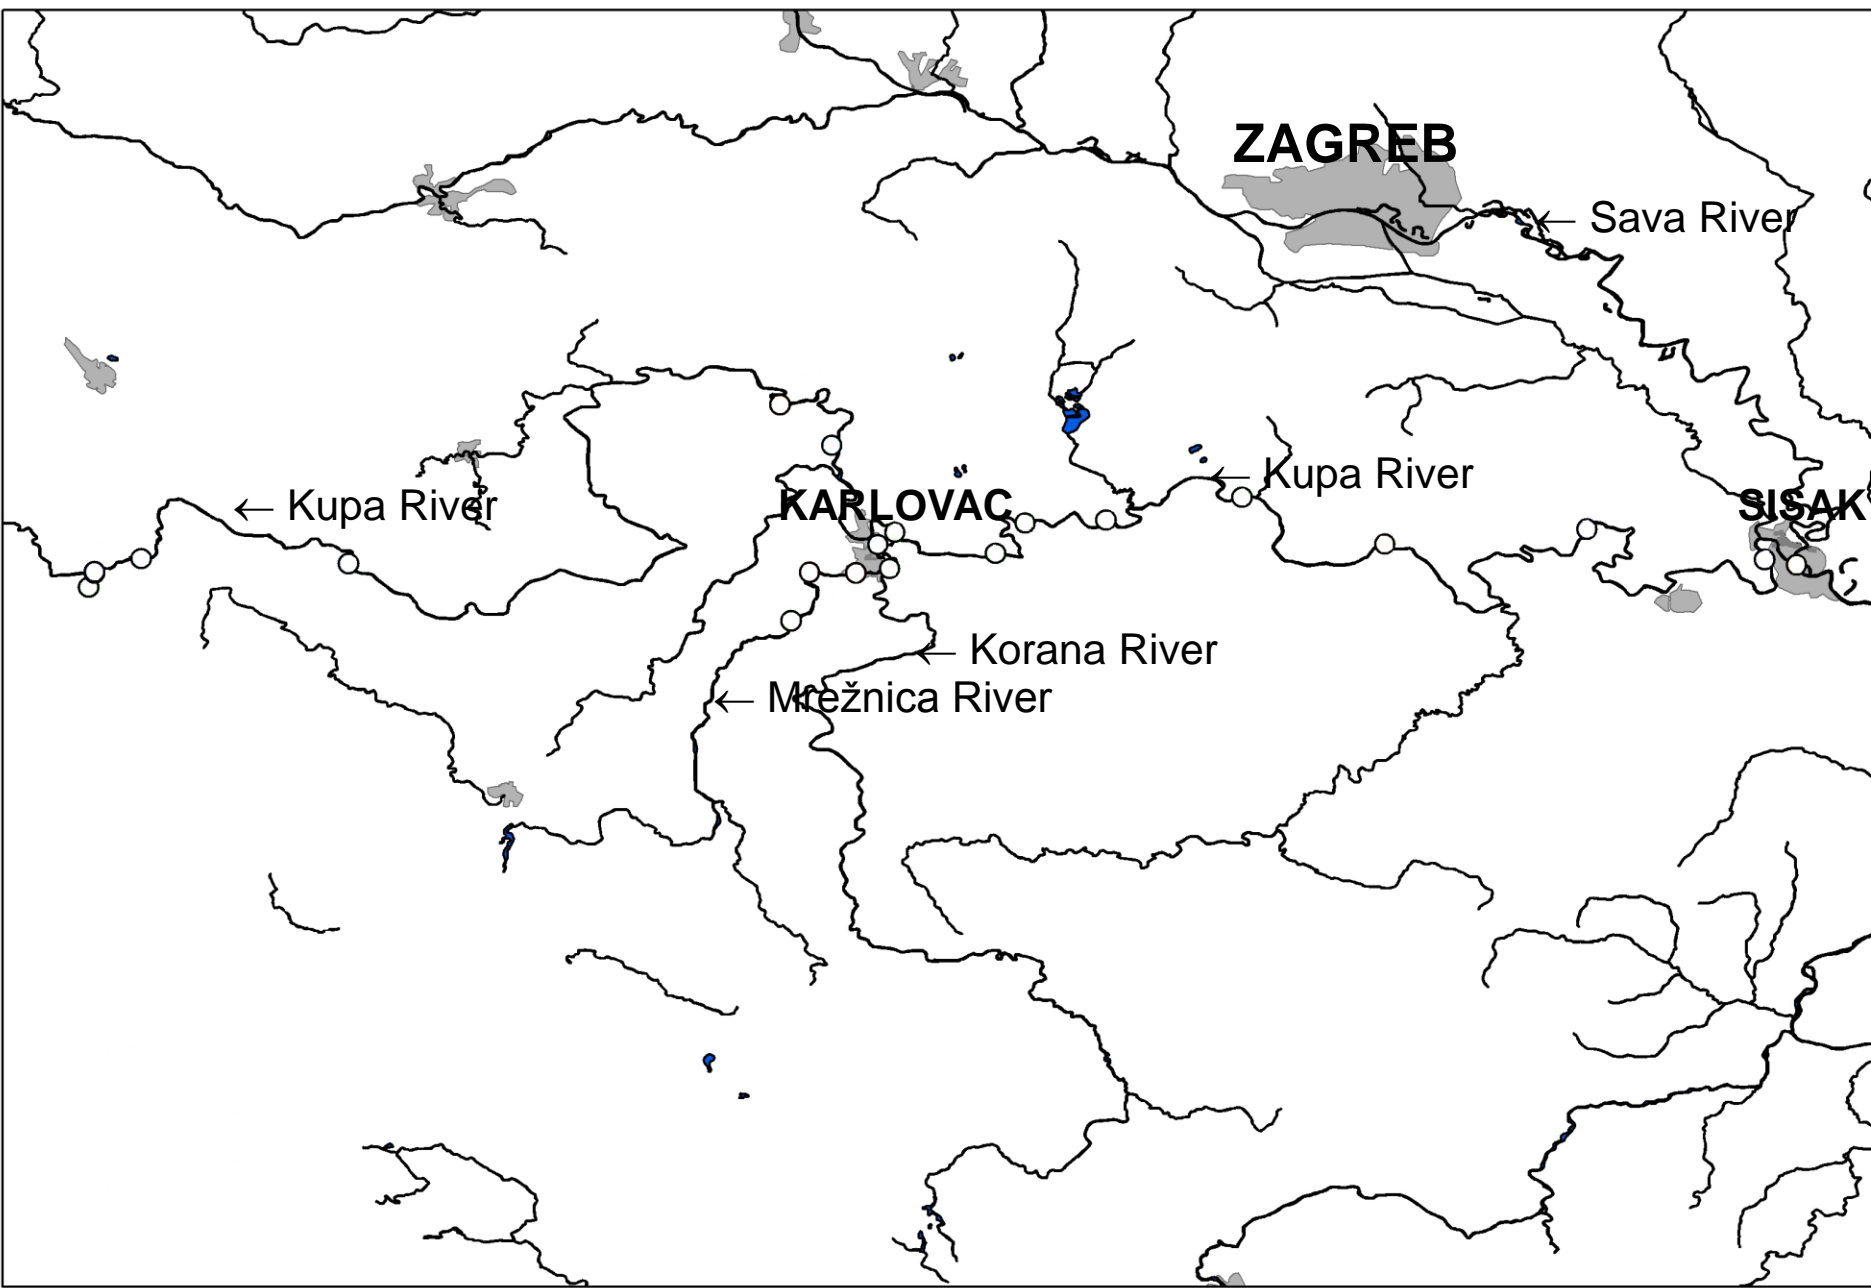 ZAGREB
← Sava River
← Kupa River
← Kupa River
KARLOVAC
SISAK
← Korana River
← Mrežnica River